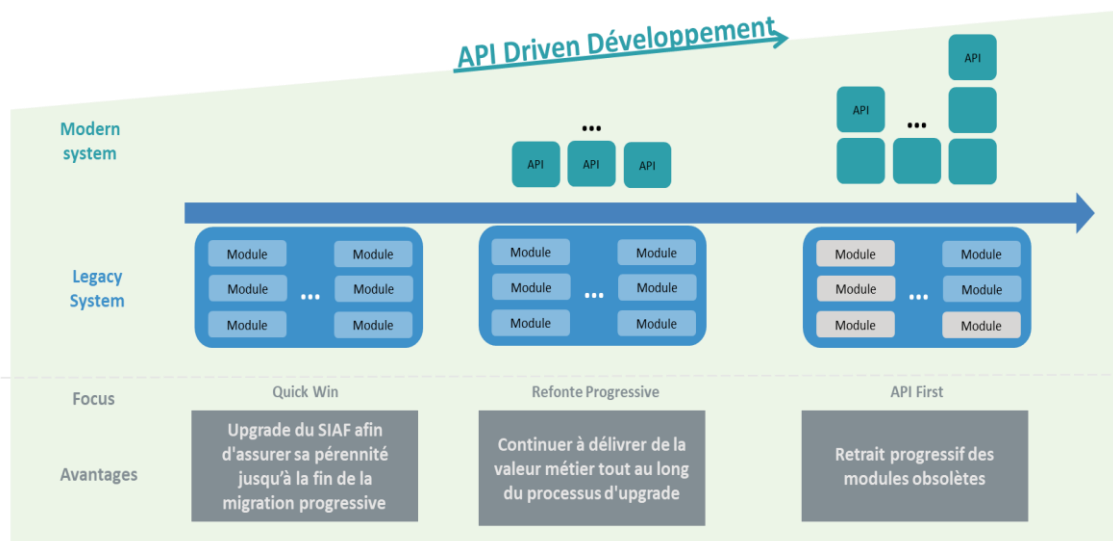 API Driven Développement
API
API
...
Modern
system
...
API
API
API
Module
Module
Module
Module
Module
Module
Legacy
System
Module
...
Module
Module
...
Module
Module
...
Module
Module
Module
Module
Module
Module
Module
Focus
Quick Win
Refonte Progressive
API First
Avantages
Upgrade du SIAF afin
d'assurer sa pérennité
jusqu'à la fin de la
migration progressive
Continuer à délivrer de la
valeur métier tout au long
du processus d'upgrade
Retrait progressif des
modules obsolètes